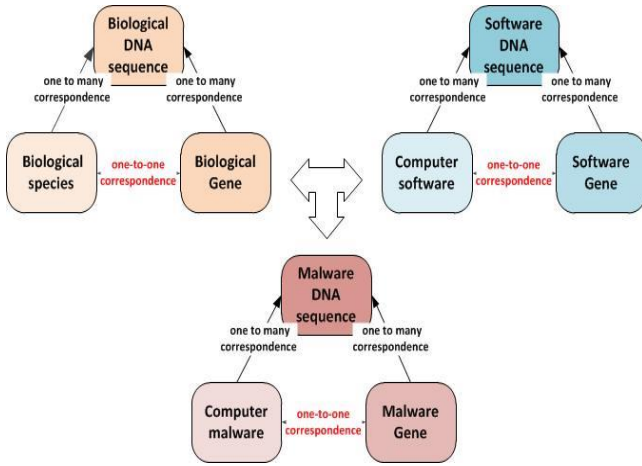 Biological
DNA
sequence
one to many
correspondence
one to many
correspondence
Biological
species
one-to-one
correspondence
Biological
Gene
Software
DNA
sequence
one to many
correspondence
one to many
correspondence
Computer
software
one-to-one
correspondence
Software
Gene
Malware
DNA
sequence
one to many
correspondence
one to many
correspondence
Computer
malware
one-to-one
correspondence
Malware
Gene